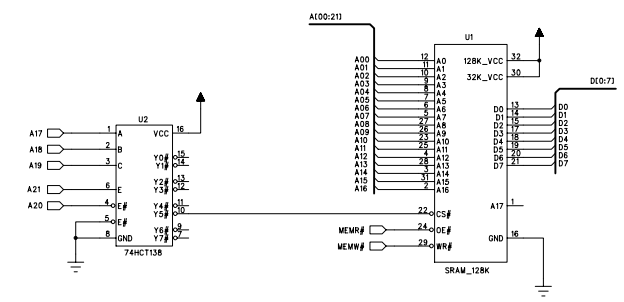 A[00:21]
U1
A00 12 A0 128K_VCC 32
A01 11 A1
A02 10 A2 32K_VCC 30
A03 9 A3
A04 8 A4
A05 7 A5
A06 6 A6
A07 5 A7
A08 27 A8
A09 26 A9
A10 23 A10
A11 25 A11
A12 4 A12
A13 28 A13
A14 3 A14
A15 31 A15
A16 2 A16
D[0:7]
D0 13 D0
D1 14 D1
D2 15 D2
D3 17 D3
D4 18 D4
D5 19 D5
D6 20 D6
D7 21 D7
A17 1
22 CS#
MEMR# 24 OE#
MEMW# 29 WR#
GND 16
SRAM_128K
U2
A17 1 A VCC 16
A18 2 B
A19 3 C
A21 6 E
A20 4 E#
5 E#
8 GND
Y0# 15
Y1# 14
Y2# 13
Y3# 12
Y4# 11
Y5# 10
Y6# 9
Y7# 7
74HCT138